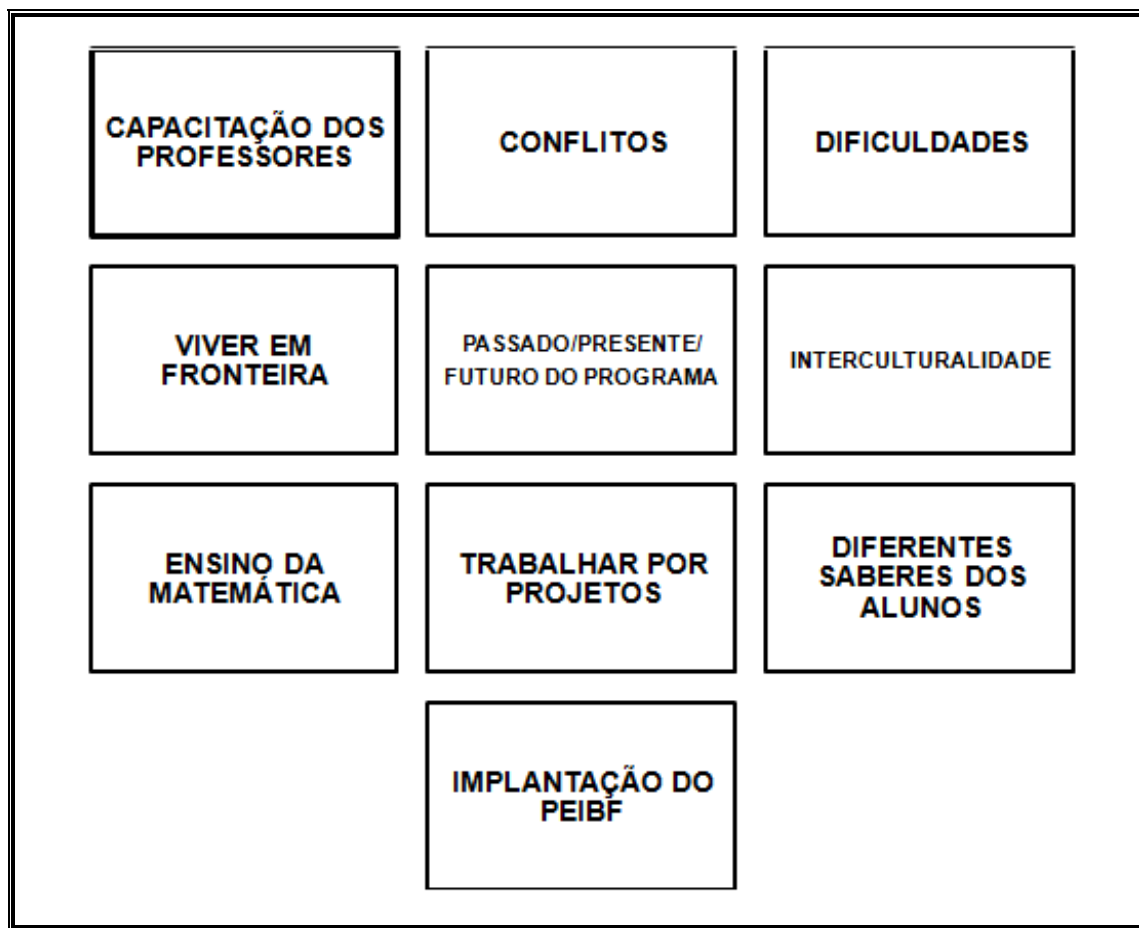 CAPACITAÇÃO DOS
PROFESSORES
CONFLITOS
DIFICULDADES
VIVER EM
FRONTEIRA
PASSADO/PRESENTE/
FUTURO DO PROGRAMA
INTERCULTURALIDADE
ENSINO DA
MATEMÁTICA
TRABALHAR POR
PROJETOS
DIFERENTES
SABERES DOS
ALUNOS
IMPLANTAÇÃO DO
PEIBF